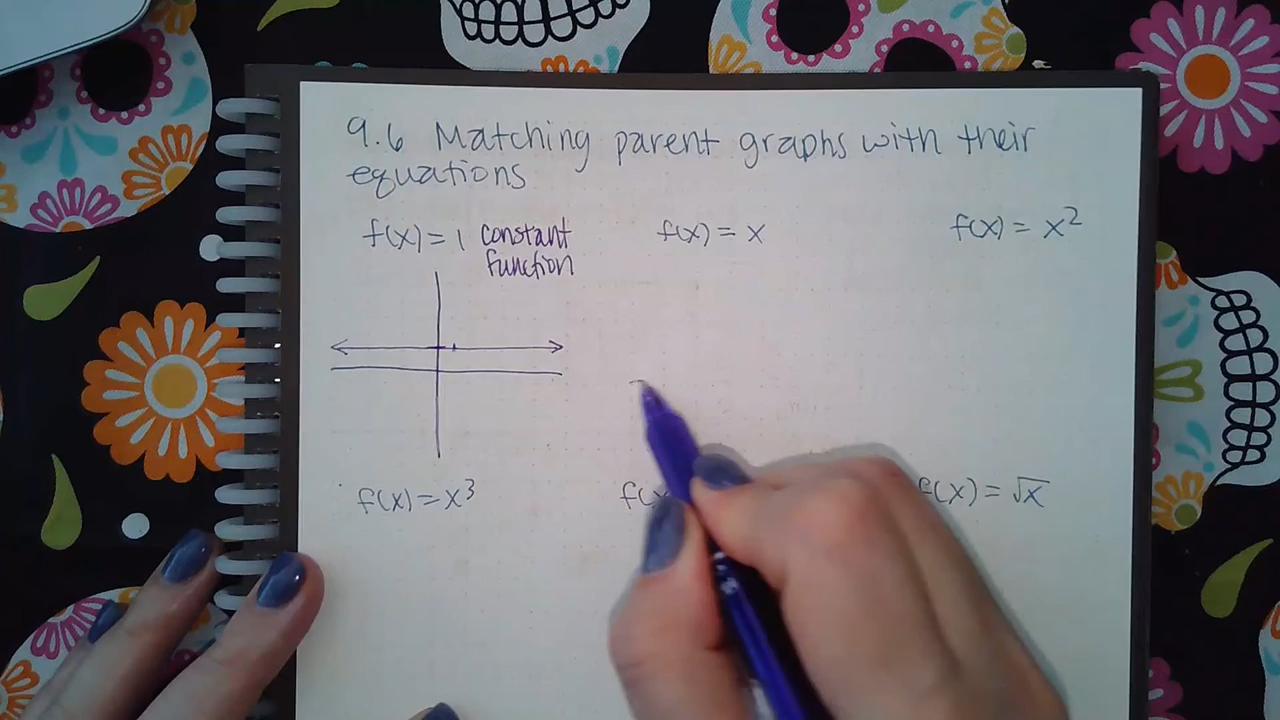 9.6 Matching parent graphs with their
equations
f(x) = 1 constant
function
f(x) = x
f(x) = x²
f(x) = x³
f(x
f(x) = √x